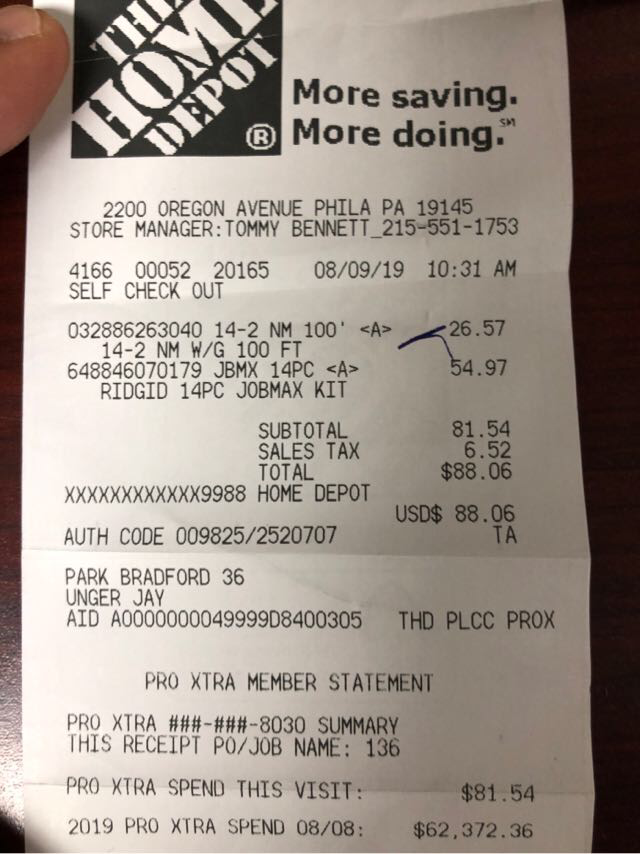 THE
HOME
DEPOT
®
More saving.
More doing.℠
2200 OREGON AVENUE PHILA PA 19145
STORE MANAGER:TOMMY BENNETT_215-551-1753
4166 00052 20165 08/09/19 10:31 AM
SELF CHECK OUT
032886263040 14-2 NM 100' <A> 26.57
14-2 NM W/G 100 FT
648846070179 JBMX 14PC <A> 54.97
RIDGID 14PC JOBMAX KIT
SUBTOTAL 81.54
SALES TAX 6.52
TOTAL $88.06
XXXXXXXXXXXX9988 HOME DEPOT
USD$ 88.06
AUTH CODE 009825/2520707 TA
PARK BRADFORD 36
UNGER JAY
AID A0000000049999D8400305 THD PLCC PROX
PRO XTRA MEMBER STATEMENT
PRO XTRA ###-###-8030 SUMMARY
THIS RECEIPT PO/JOB NAME: 136
PRO XTRA SPEND THIS VISIT: $81.54
2019 PRO XTRA SPEND 08/08: $62,372.36